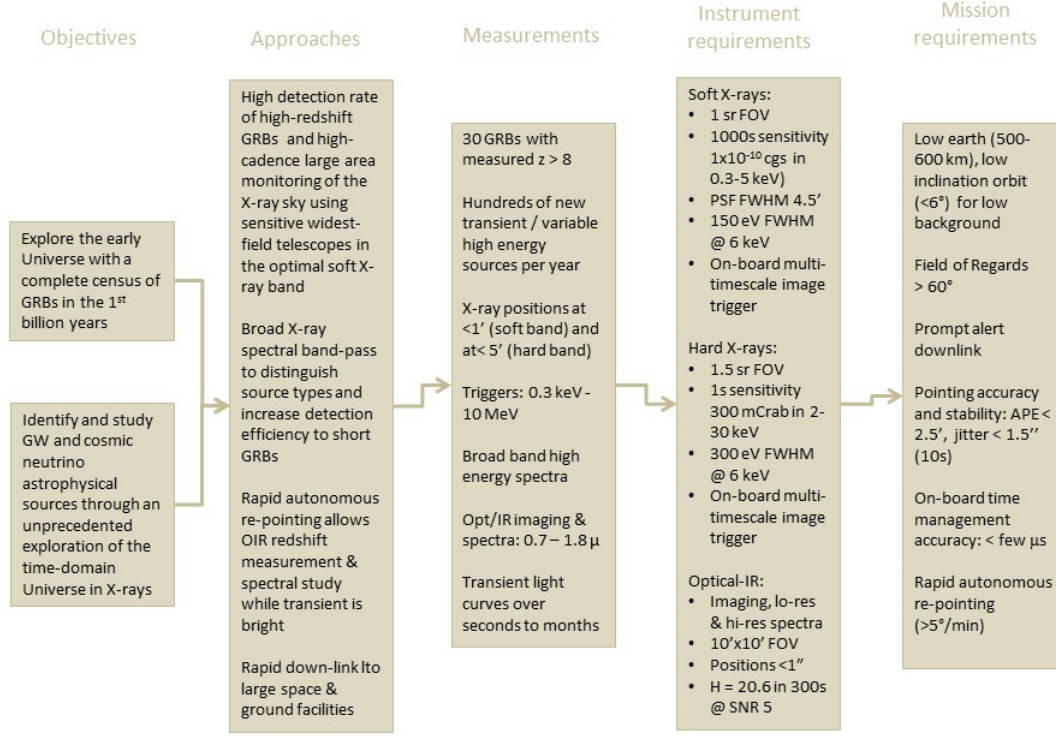 Objectives
Approaches
Measurements
Instrument
requirements
Mission
requirements
Explore the early
Universe with a
complete census of
GRBs in the 1st
billion years
Identify and study
GW and cosmic
neutrino
astrophysical
sources through an
unprecedented
exploration of the
time-domain
Universe in X-rays
High detection rate
of high-redshift
GRBs and high-
cadence large area
monitoring of the
X-ray sky using
sensitive widest-
field telescopes in
the optimal soft X-
ray band
Broad X-ray
spectral band-pass
to distinguish
source types and
increase detection
efficiency to short
GRBs
Rapid autonomous
re-pointing allows
OIR redshift
measurement &
spectral study
while transient is
bright
Rapid down-link lto
large space &
ground facilities
30 GRBs with
measured z > 8
Hundreds of new
transient / variable
high energy
sources per year
X-ray positions at
<1' (soft band) and
at< 5' (hard band)
Triggers: 0.3 keV -
10 MeV
Broad band high
energy spectra
Opt/IR imaging &
spectra: 0.7 – 1.8 µ
Transient light
curves over
seconds to months
Soft X-rays:
• 1 sr FOV
• 1000s sensitivity
1x10⁻¹⁰ cgs in
0.3-5 keV)
• PSF FWHM 4.5'
• 150 eV FWHM
@ 6 keV
• On-board multi-
timescale image
trigger
Hard X-rays:
• 1.5 sr FOV
• 1s sensitivity
300 mCrab in 2-
30 keV
• 300 eV FWHM
@ 6 keV
• On-board multi-
timescale image
trigger
Optical-IR:
• Imaging, lo-res
& hi-res spectra
• 10'x10' FOV
• Positions <1"
• H = 20.6 in 300s
@ SNR 5
Low earth (500-
600 km), low
inclination orbit
(<6°) for low
background
Field of Regards
> 60°
Prompt alert
downlink
Pointing accuracy
and stability: APE <
2.5', jitter < 1.5''
(10s)
On-board time
management
accuracy: < few µs
Rapid autonomous
re-pointing
(>5°/min)